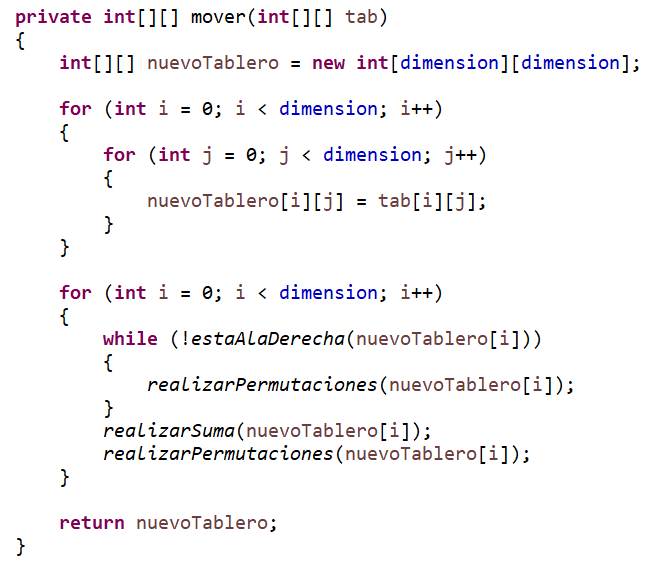 private int[][] mover(int[][] tab)
{
    int[][] nuevoTablero = new int[dimension][dimension];

    for (int i = 0; i < dimension; i++)
    {
        for (int j = 0; j < dimension; j++)
        {
            nuevoTablero[i][j] = tab[i][j];
        }
    }

    for (int i = 0; i < dimension; i++)
    {
        while (!estaAlaDerecha(nuevoTablero[i]))
        {
            realizarPermutaciones(nuevoTablero[i]);
        }
        realizarSuma(nuevoTablero[i]);
        realizarPermutaciones(nuevoTablero[i]);
    }

    return nuevoTablero;
}